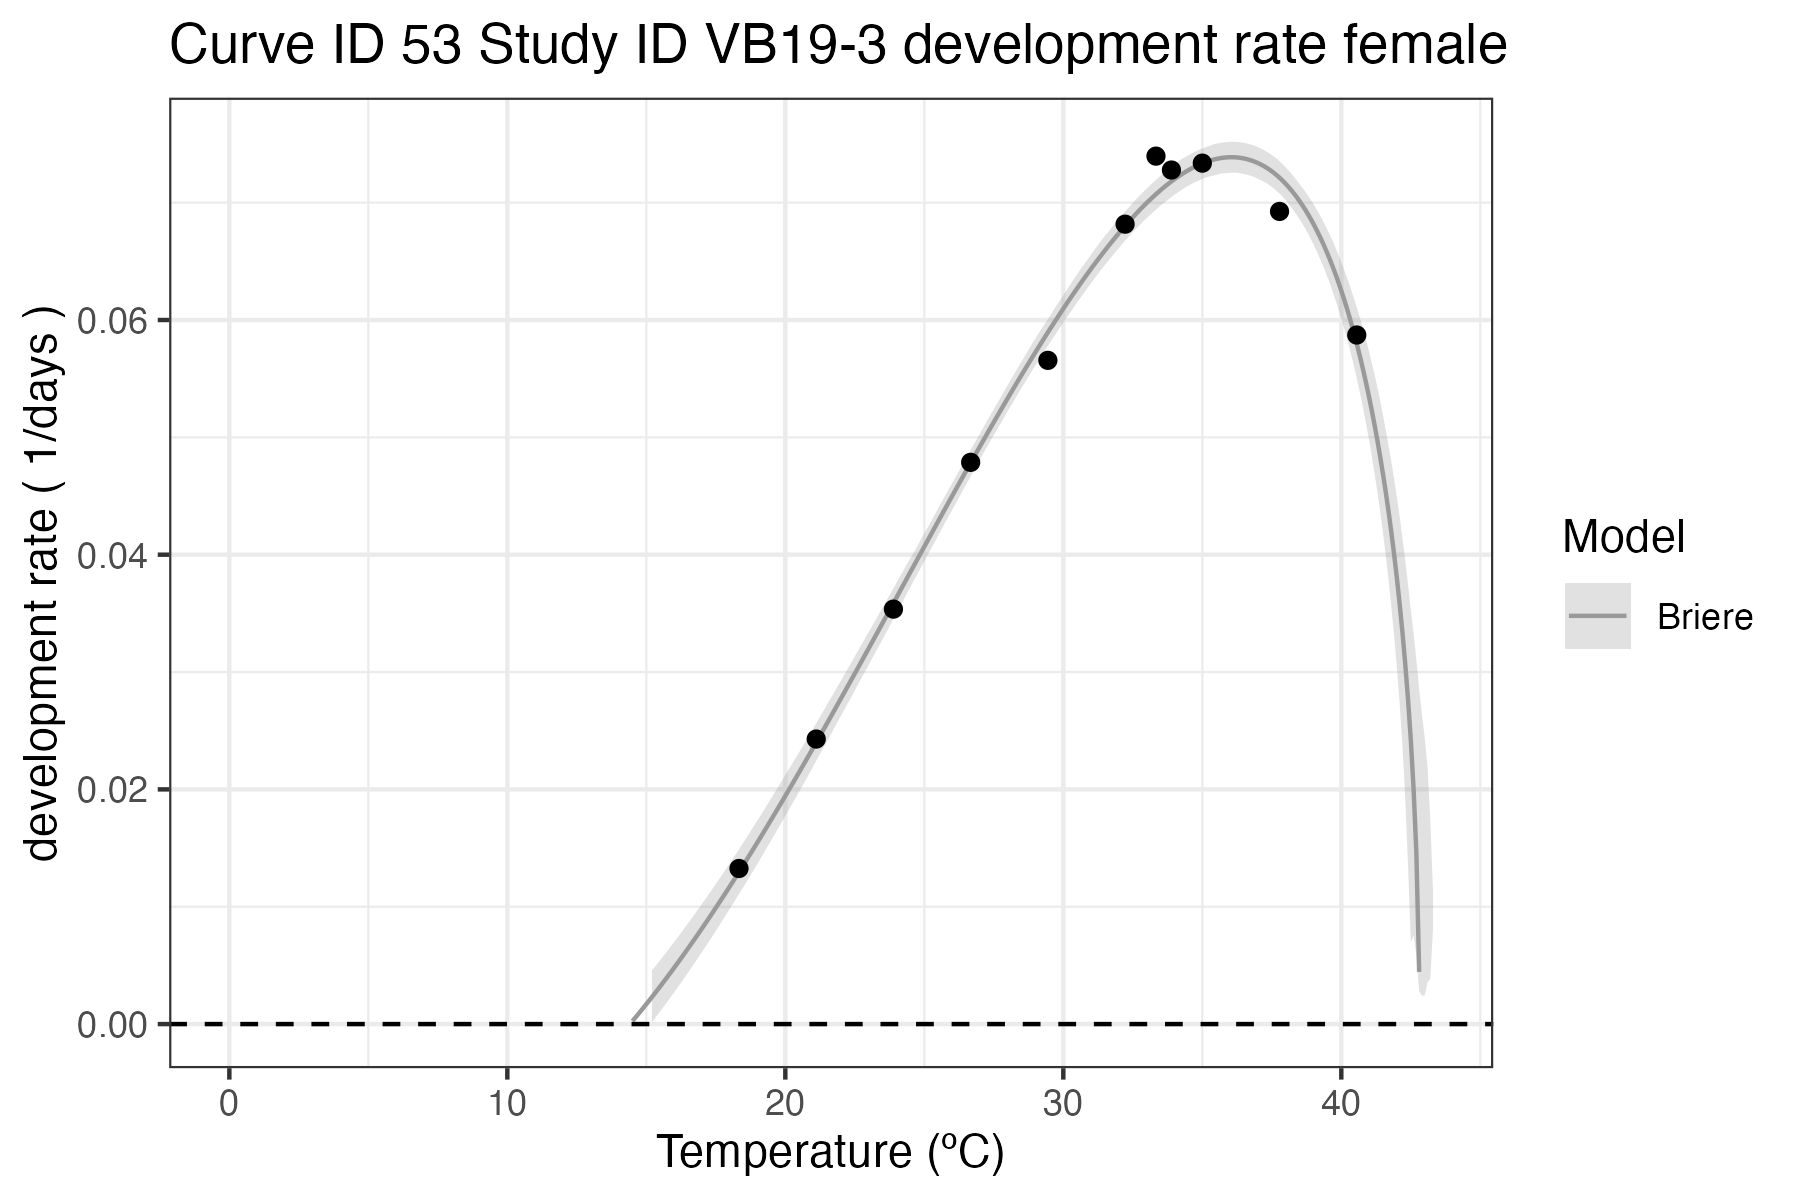 Curve ID 53 Study ID VB19-3 development rate female
development rate ( 1/days )
0.06
0.04
0.02
0.00
0 10 20 30 40
Temperature (ºC)
Model
Briere